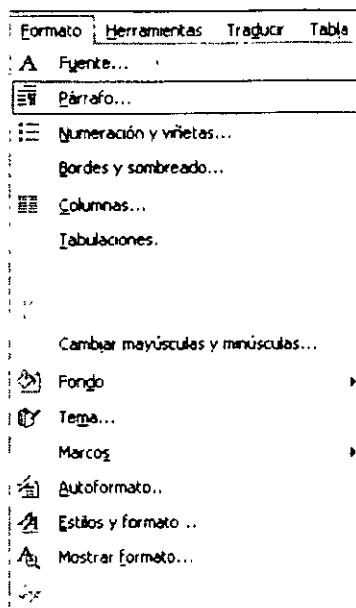 Formato Herramientas Traducir Tabla
Fuente...
Párrafo...
Numeración y viñetas...
Bordes y sombreado...
Columnas...
Tabulaciones.
Cambiar mayúsculas y minúsculas...
Fondo
Tema...
Marcos
Autoformato..
Estilos y formato ..
Mostrar formato...